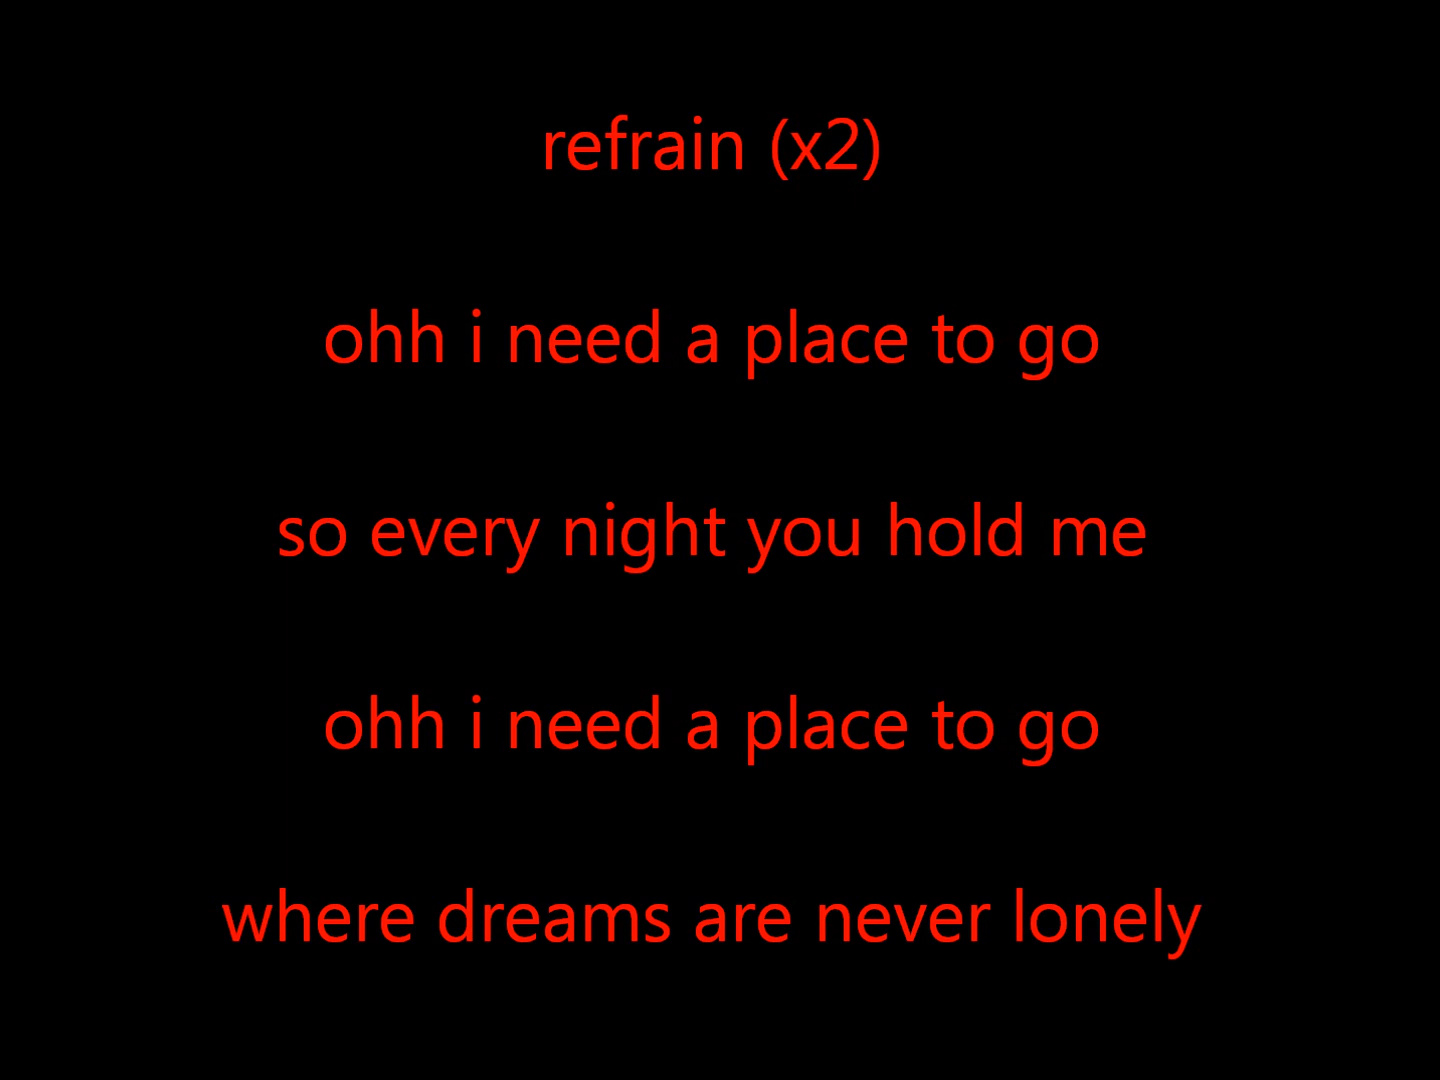 refrain (x2)
ohh i need a place to go
so every night you hold me
ohh i need a place to go
where dreams are never lonely